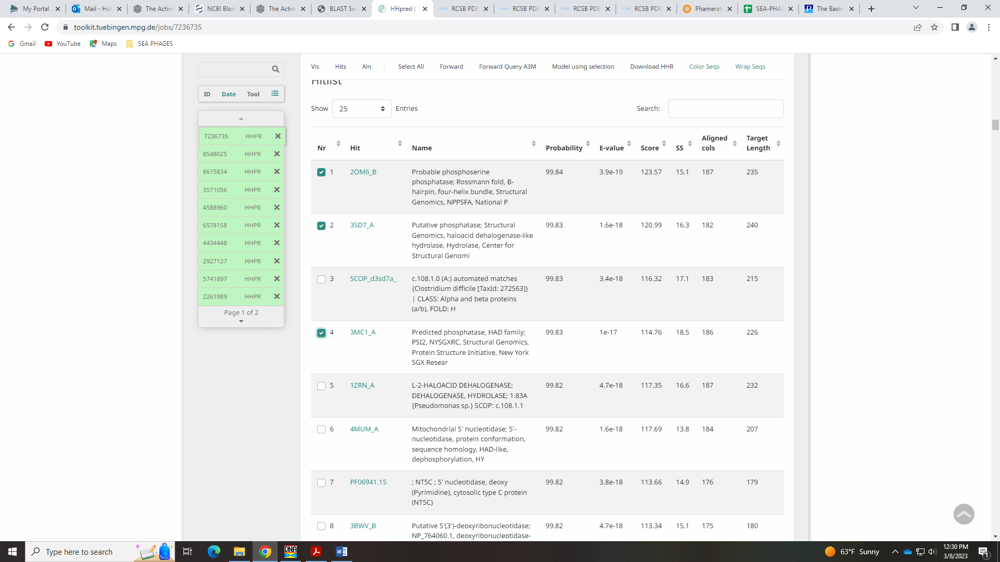 My Portal
Mail - Hol
The Actino
NCBI Blast
The Actino
BLAST Sea
HHpred |
RCSB PDB
RCSB PDB
RCSB PDB
RCSB PDB
Phamerat
SEA-PHAG
The Basics
toolkit.tuebingen.mpg.de/jobs/7236735
Gmail YouTube Maps SEA PHAGES
Vis Hits Aln Select All Forward Forward Query A3M Model using selection Download HHR Color Seqs Wrap Seqs
Hitlist
ID Date Tool
Show 25 Entries Search:
7236735 HHPR
8548025 HHPR
8615834 HHPR
3571056 HHPR
4588960 HHPR
6578158 HHPR
4434448 HHPR
2927127 HHPR
5741897 HHPR
2261989 HHPR
Page 1 of 2
Nr Hit Name Probability E-value Score SS Aligned cols Target Length
1 2OM6_B Probable phosphoserine 99.84 3.9e-19 123.57 15.1 187 235
phosphatase; Rossmann fold, B-
hairpin, four-helix bundle, Structural
Genomics, NPPSFA, National P
2 3SD7_A Putative phosphatase; Structural 99.83 1.6e-18 120.99 16.3 182 240
Genomics, haloacid dehalogenase-like
hydrolase, Hydrolase, Center for
Structural Genomi
3 SCOP_d3sd7a_ c.108.1.0 (A:) automated matches 99.83 3.4e-18 116.32 17.1 183 215
{Clostridium difficile [TaxId: 272563]}
| CLASS: Alpha and beta proteins
(a/b), FOLD: H
4 3MC1_A Predicted phosphatase, HAD family; 99.83 1e-17 114.76 18.5 186 226
PSI2, NYSGXRC, Structural Genomics,
Protein Structure Initiative, New York
SGX Resear
5 1ZRN_A L-2-HALOACID DEHALOGENASE; 99.82 4.7e-18 117.35 16.6 187 232
DEHALOGENASE, HYDROLASE; 1.83A
{Pseudomonas sp.} SCOP: c.108.1.1
6 4MUM_A Mitochondrial 5' nucleotidase; 5'- 99.82 1.6e-18 117.69 13.8 184 207
nucleotidase, protein conformation,
sequence homology, HAD-like,
dephosphorylation, HY
7 PF06941.15 ; NT5C ; 5' nucleotidase, deoxy 99.82 3.8e-18 113.66 14.9 176 179
(Pyrimidine), cytosolic type C protein
(NT5C)
8 3BWV_B Putative 5'(3')-deoxyribonucleotidase; 99.82 4.7e-18 113.34 15.1 175 180
NP_764060.1, deoxyribonucleotidase-
Type here to search
DNA
63°F Sunny
12:30 PM
3/8/2023
1